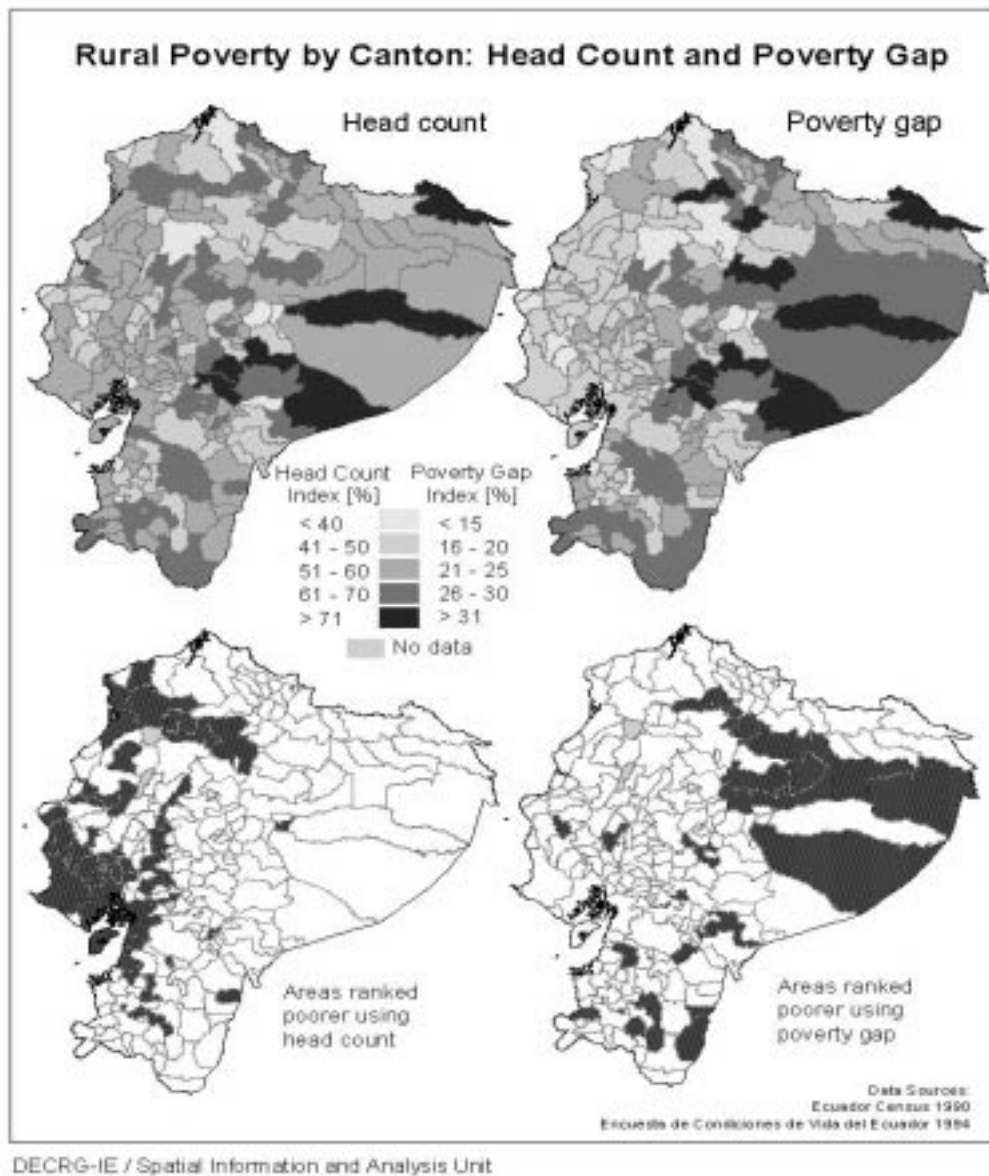 Rural Poverty by Canton: Head Count and Poverty Gap
Head count
Poverty gap
Head Count Index [%]
Poverty Gap Index [%]
< 40
< 15
41 - 50
16 - 20
51 - 60
21 - 25
61 - 70
26 - 30
> 71
> 31
No data
Areas ranked
poorer using
head count
Areas ranked
poorer using
poverty gap
Data Sources:
Ecuador Census 1990
Encuesta de Condiciones de Vida del Ecuador 1994
DECRG-IE / Spatial Information and Analysis Unit